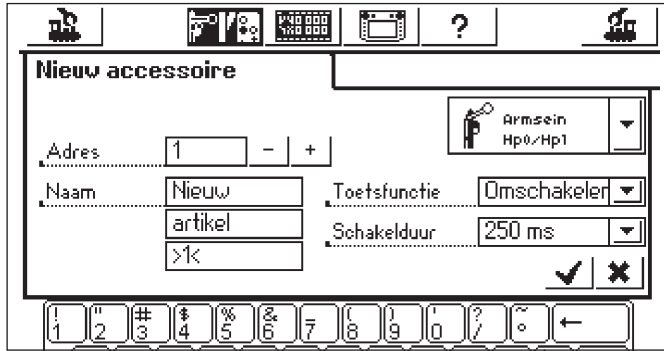 ?
Nieuw accessoire
Armsein
Hp0/Hp1
Adres 1 - +
Naam Nieuw Toetsfunctie Omschakelen
artikel Schakelduur 250 ms
>1<
! " # $ % & ( ) ' ? ~
1 2 3 4 5 6 7 8 9 0 / ° ←